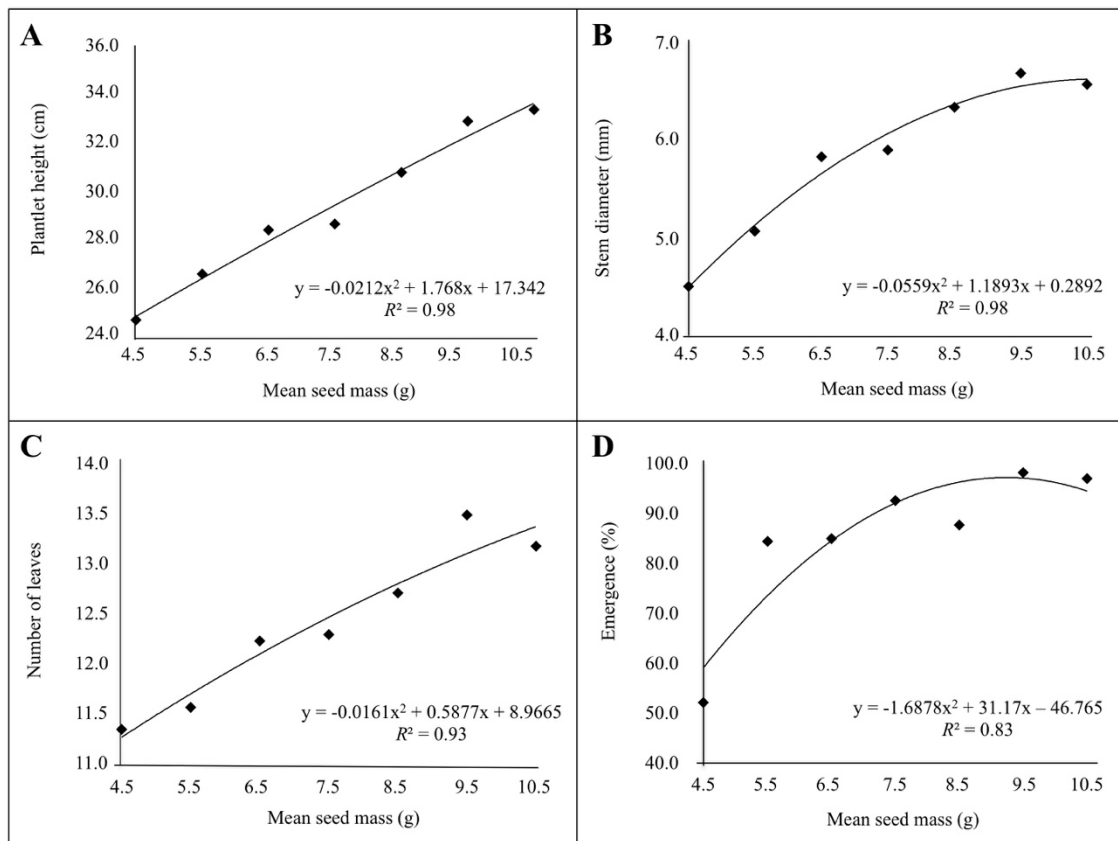 A
36.0
34.0
32.0
30.0
28.0
26.0
24.0
Plantlet height (cm)
y = -0.0212x² + 1.768x + 17.342
R² = 0.98
4.5 5.5 6.5 7.5 8.5 9.5 10.5
Mean seed mass (g)
B
7.0
6.0
5.0
4.0
Stem diameter (mm)
y = -0.0559x² + 1.1893x + 0.2892
R² = 0.98
4.5 5.5 6.5 7.5 8.5 9.5 10.5
Mean seed mass (g)
C
14.0
13.5
13.0
12.5
12.0
11.5
11.0
Number of leaves
y = -0.0161x² + 0.5877x + 8.9665
R² = 0.93
4.5 5.5 6.5 7.5 8.5 9.5 10.5
Mean seed mass (g)
D
100.0
90.0
80.0
70.0
60.0
50.0
40.0
Emergence (%)
y = -1.6878x² + 31.17x – 46.765
R² = 0.83
4.5 5.5 6.5 7.5 8.5 9.5 10.5
Mean seed mass (g)